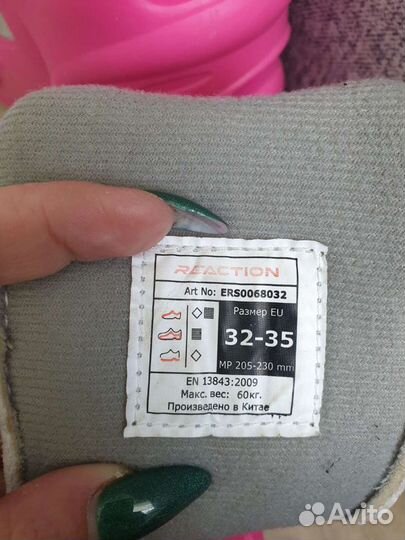 REACTION
Art No: ERS0068032
Размер EU
32-35
MP 205-230 mm
EN 13843:2009
Макс. вес: 60кг.
Произведено в Китае
Avito